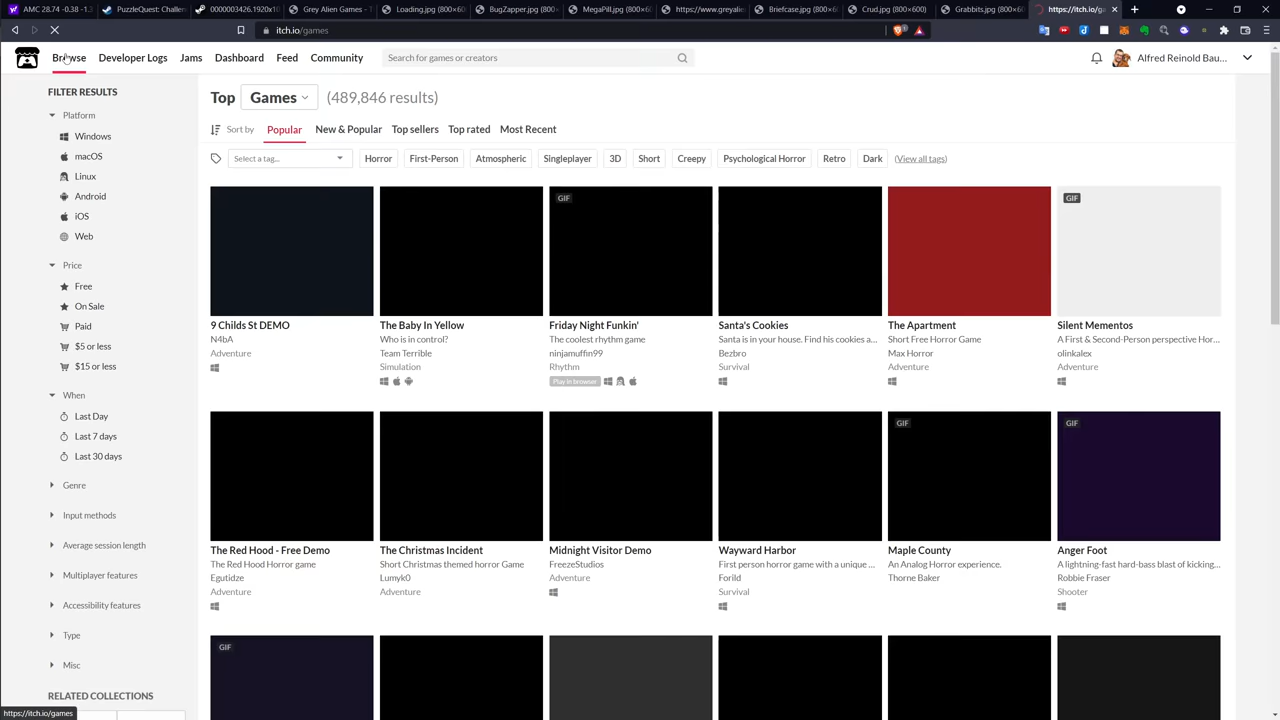 AMC 28.74 -0.38 -1.3
PuzzleQuest: Challen
0000003426.1920x10
Grey Alien Games - T
Loading.jpg (800×60
BugZapper.jpg (800×
MegaPill.jpg (800×60
https://www.greyalie
Briefcase.jpg (800×6
Crud.jpg (800×600)
Grabbits.jpg (800×60
https://itch.io/g
itch.io/games
Browse
Developer Logs
Jams
Dashboard
Feed
Community
Search for games or creators
Alfred Reinold Bau...
FILTER RESULTS
Platform
Windows
macOS
Linux
Android
iOS
Web
Price
Free
On Sale
Paid
$5 or less
$15 or less
When
Last Day
Last 7 days
Last 30 days
Genre
Input methods
Average session length
Multiplayer features
Accessibility features
Type
Misc
RELATED COLLECTIONS
https://itch.io/games
Top Games (489,846 results)
Sort by Popular New & Popular Top sellers Top rated Most Recent
Select a tag... Horror First-Person Atmospheric Singleplayer 3D Short Creepy Psychological Horror Retro Dark (View all tags)
9 Childs St DEMO
N4bA
Adventure
The Baby In Yellow
Who is in control?
Team Terrible
Simulation
GIF
Friday Night Funkin'
The coolest rhythm game
ninjamuffin99
Rhythm
Play in browser
Santa's Cookies
Santa is in your house. Find his cookies a...
Bezbro
Survival
The Apartment
Short Free Horror Game
Max Horror
Adventure
GIF
Silent Mementos
A First & Second-Person perspective Hor...
olinkalex
Adventure
The Red Hood - Free Demo
The Red Hood Horror game
Egutidze
Adventure
The Christmas Incident
Short Christmas themed horror Game
Lumyk0
Adventure
Midnight Visitor Demo
FreezeStudios
Adventure
Wayward Harbor
First person horror game with a unique ...
Forild
Survival
GIF
Maple County
An Analog Horror experience.
Thorne Baker
GIF
Anger Foot
A lightning-fast hard-bass blast of kicking...
Robbie Fraser
Shooter
GIF